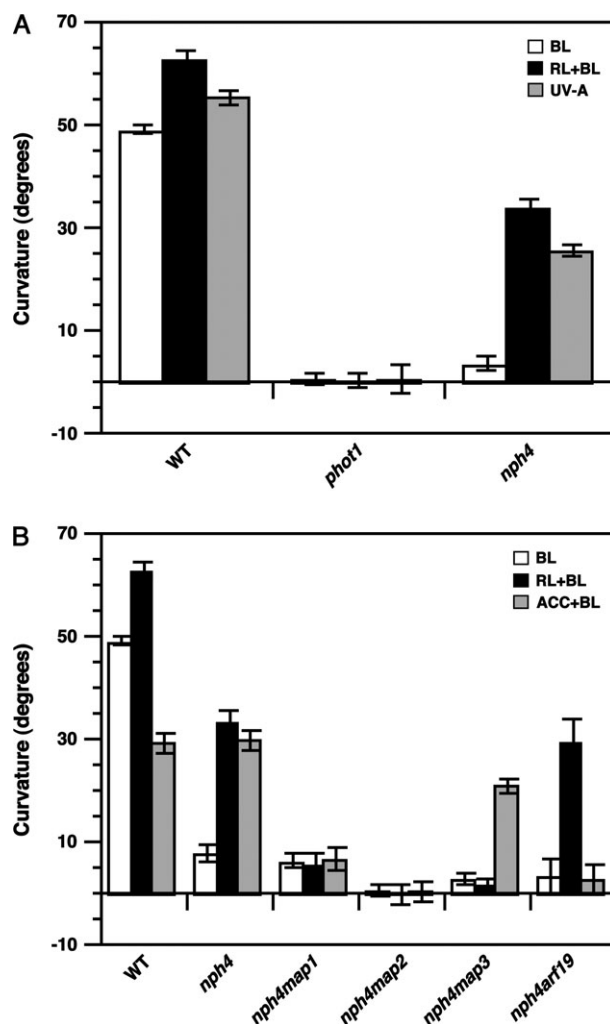 A
70
50
30
10
-10
Curvature (degrees)
BL
RL+BL
UV-A
WT
phot1
nph4
B
70
50
30
10
-10
Curvature (degrees)
BL
RL+BL
ACC+BL
WT
nph4
nph4map1
nph4map2
nph4map3
nph4arf19